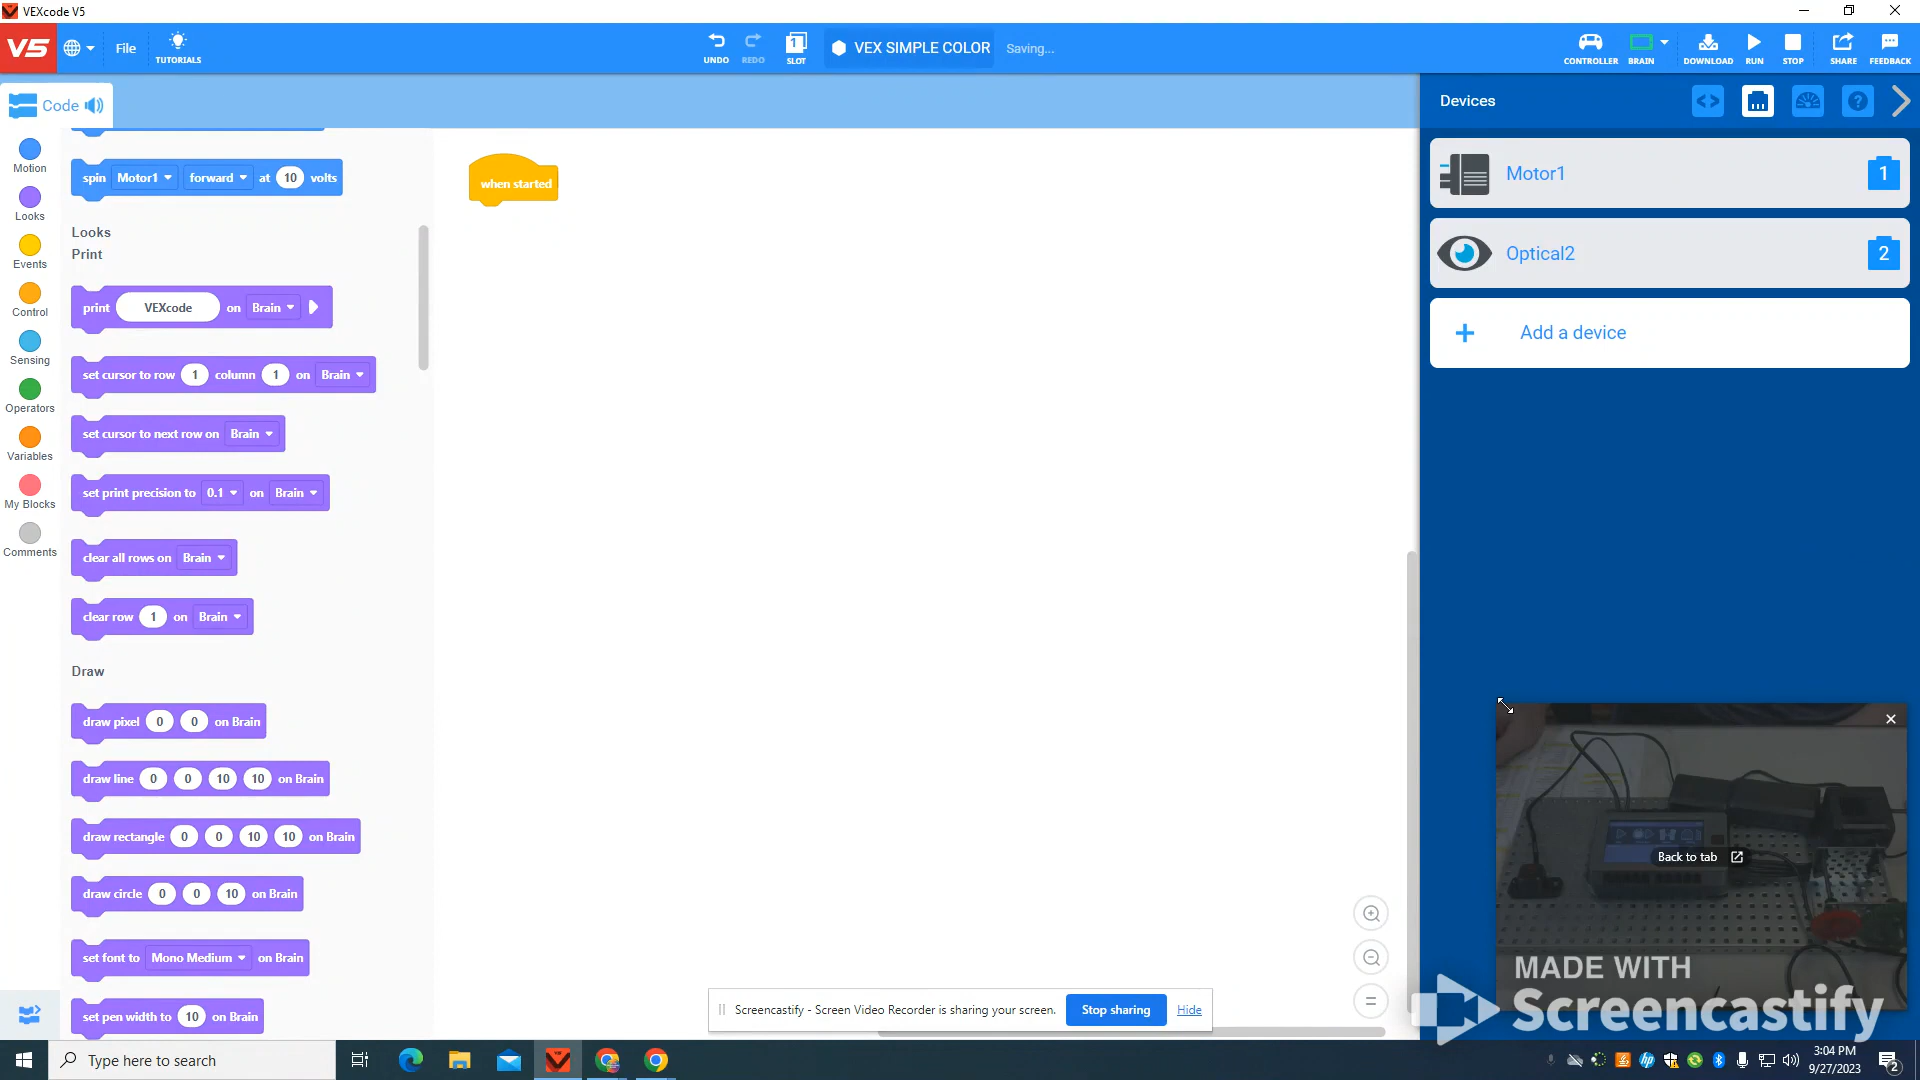 VEXcode V5
V5
File
TUTORIALS
UNDO
REDO
1
SLOT
VEX SIMPLE COLOR
Saving...
CONTROLLER
BRAIN
DOWNLOAD
RUN
STOP
SHARE
FEEDBACK
Code
Devices
Motion
Looks
Events
Control
Sensing
Operators
Variables
My Blocks
Comments
spin Motor1 forward at 10 volts
Looks
Print
print VEXcode on Brain
set cursor to row 1 column 1 on Brain
set cursor to next row on Brain
set print precision to 0.1 on Brain
clear all rows on Brain
clear row 1 on Brain
Draw
draw pixel 0 0 on Brain
draw line 0 0 10 10 on Brain
draw rectangle 0 0 10 10 on Brain
draw circle 0 0 10 on Brain
set font to Mono Medium on Brain
set pen width to 10 on Brain
when started
Motor1 1
Optical2 2
+ Add a device
Back to tab
MADE WITH
Screencastify
Screencastify - Screen Video Recorder is sharing your screen.
Stop sharing
Hide
Type here to search
3:04 PM
9/27/2023
2